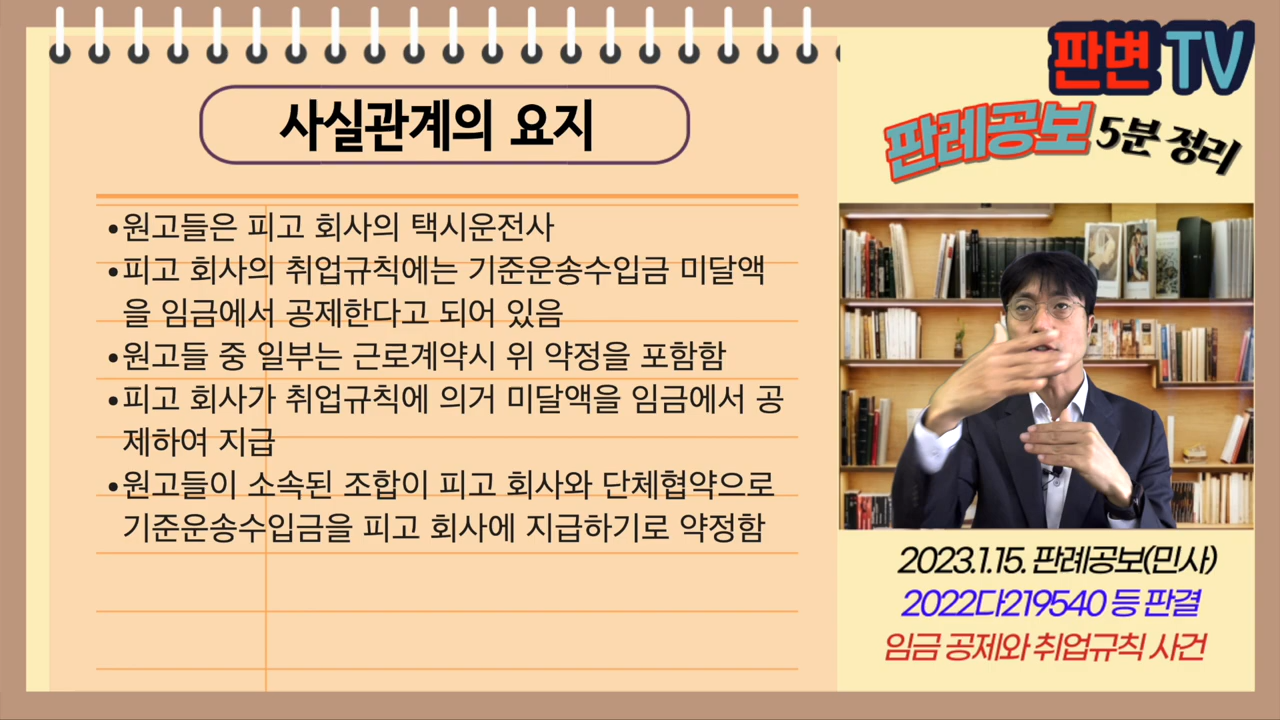 사실관계의 요지
•원고들은 피고 회사의 택시운전사
•피고 회사의 취업규칙에는 기준운송수입금 미달액
을 임금에서 공제한다고 되어 있음
•원고들 중 일부는 근로계약시 위 약정을 포함함
•피고 회사가 취업규칙에 의거 미달액을 임금에서 공
제하여 지급
•원고들이 소속된 조합이 피고 회사와 단체협약으로
기준운송수입금을 피고 회사에 지급하기로 약정함
판변 TV
판례공보 5분 정리
2023.1.15. 판례공보(민사)
2022다219540 등 판결
임금 공제와 취업규칙 사건